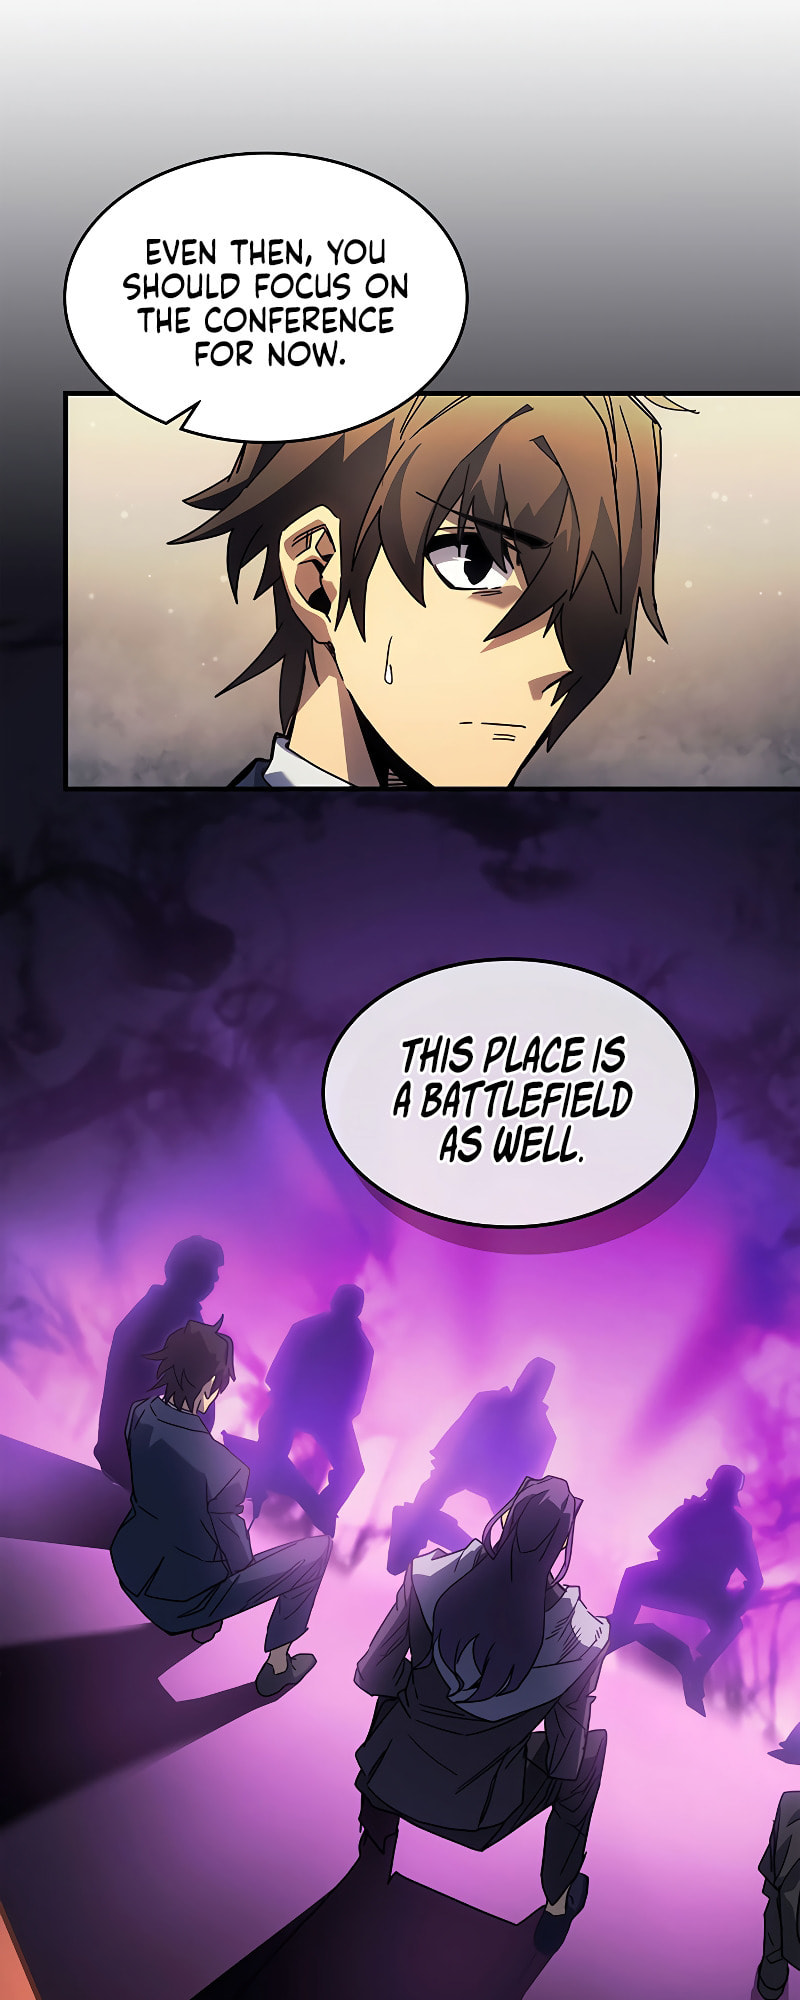 EVEN THEN, YOU
SHOULD FOCUS ON
THE CONFERENCE
FOR NOW.
THIS PLACE IS
A BATTLEFIELD
AS WELL.